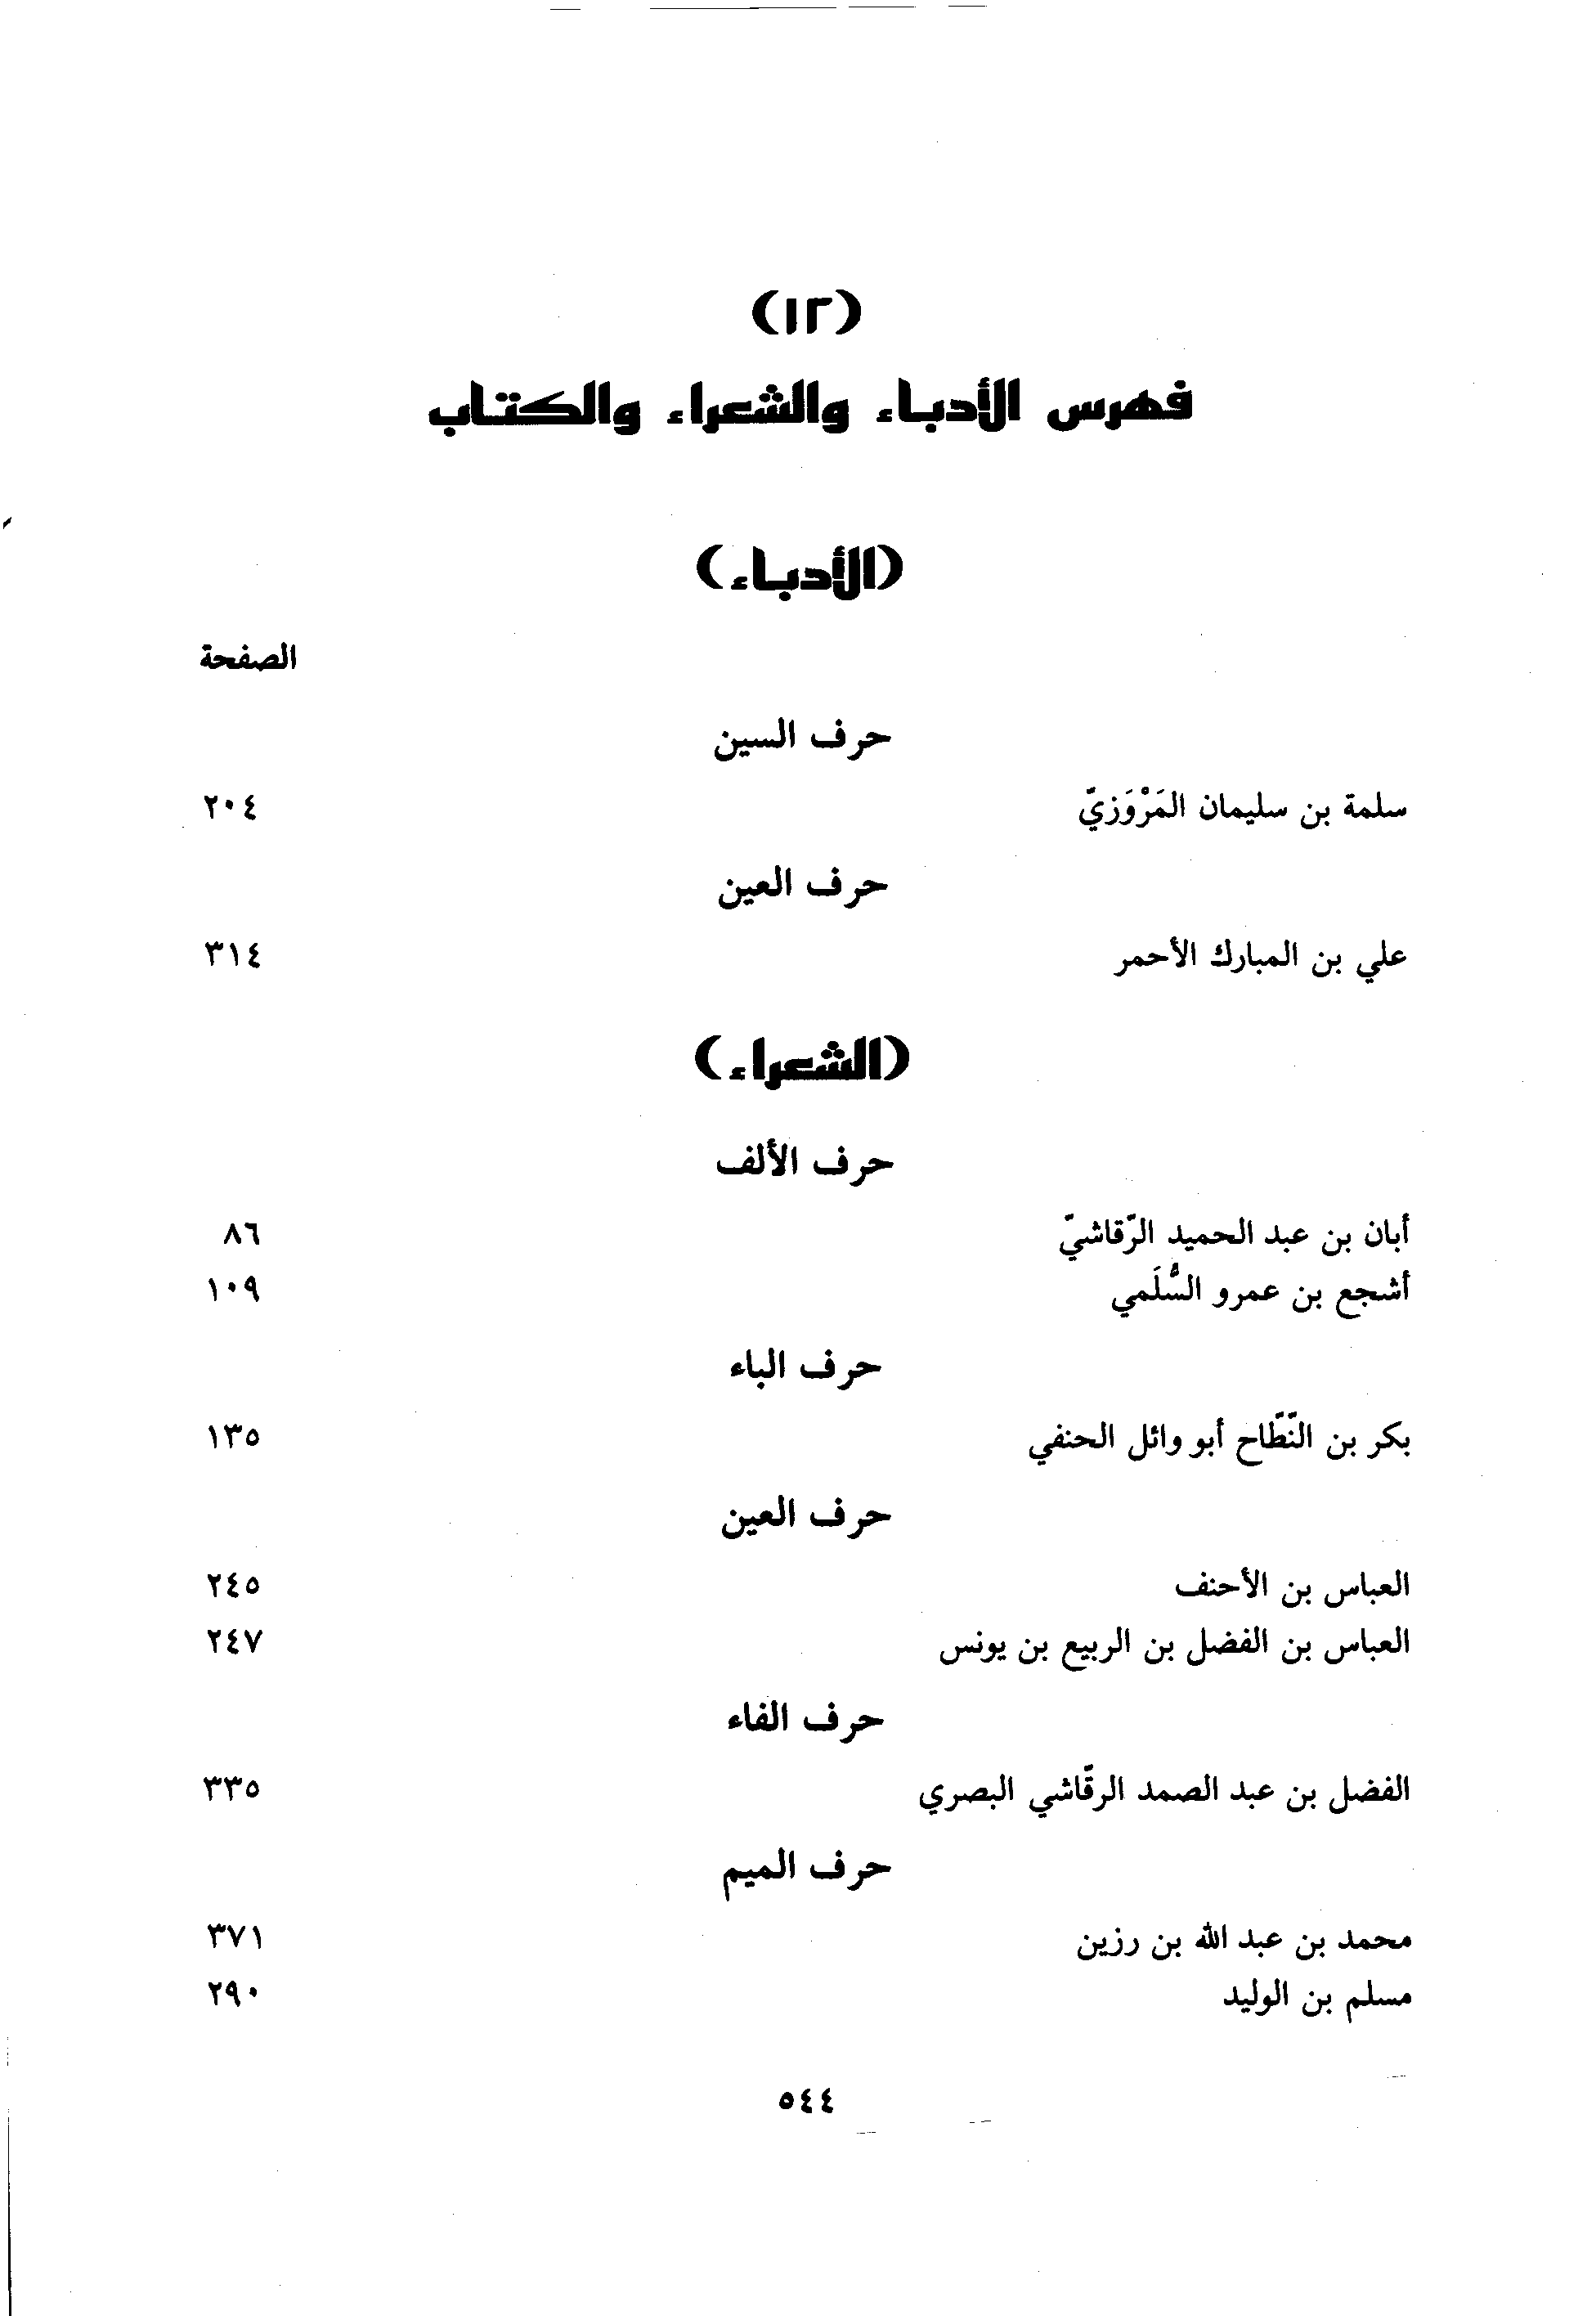 (١٢)
فهرس الأدباء والشعراء والكتاب
(الأدباء)
الصفحة
حرف السين
سلمة بن سليمان المَرْوَزيّ ٢٠٤
حرف العين
علي بن المبارك الأحمر ٣١٤
(الشعراء)
حرف الألف
أبان بن عبد الحميد الرّقاشيّ ٨٦
أشجع بن عمرو السُّلَمي ١٠٩
حرف الباء
بكر بن النّطّاح أبو وائل الحنفي ١٣٥
حرف العين
العباس بن الأحنف ٢٤٥
العباس بن الفضل بن الربيع بن يونس ٢٤٧
حرف الفاء
الفضل بن عبد الصمد الرقّاشي البصري ٣٣٥
حرف الميم
محمد بن عبد الله بن رزين ٣٧١
مسلم بن الوليد ٢٩٠
٥٤٤